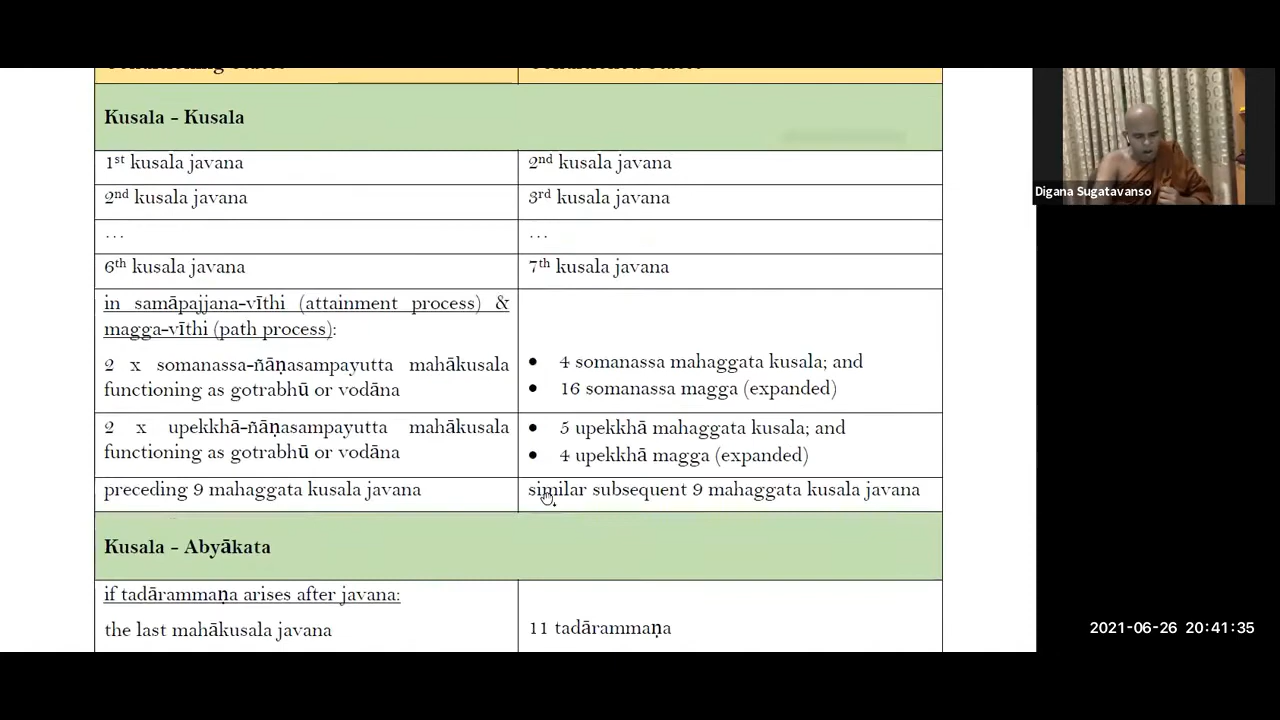 Kusala - Kusala
1st kusala javana
2nd kusala javana
2nd kusala javana
3rd kusala javana
...
...
6th kusala javana
7th kusala javana
in samāpajjana-vīthi (attainment process) &
magga-vīthi (path process):
2 x somanassa-ñāṇasampayutta mahākusala
functioning as gotrabhū or vodāna
• 4 somanassa mahaggata kusala; and
• 16 somanassa magga (expanded)
2 x upekkhā-ñāṇasampayutta mahākusala
functioning as gotrabhū or vodāna
• 5 upekkhā mahaggata kusala; and
• 4 upekkhā magga (expanded)
preceding 9 mahaggata kusala javana
similar subsequent 9 mahaggata kusala javana
Kusala - Abyākata
if tadārammaṇa arises after javana:
the last mahākusala javana
11 tadārammaṇa
Digana Sugatavanso
2021-06-26 20:41:35